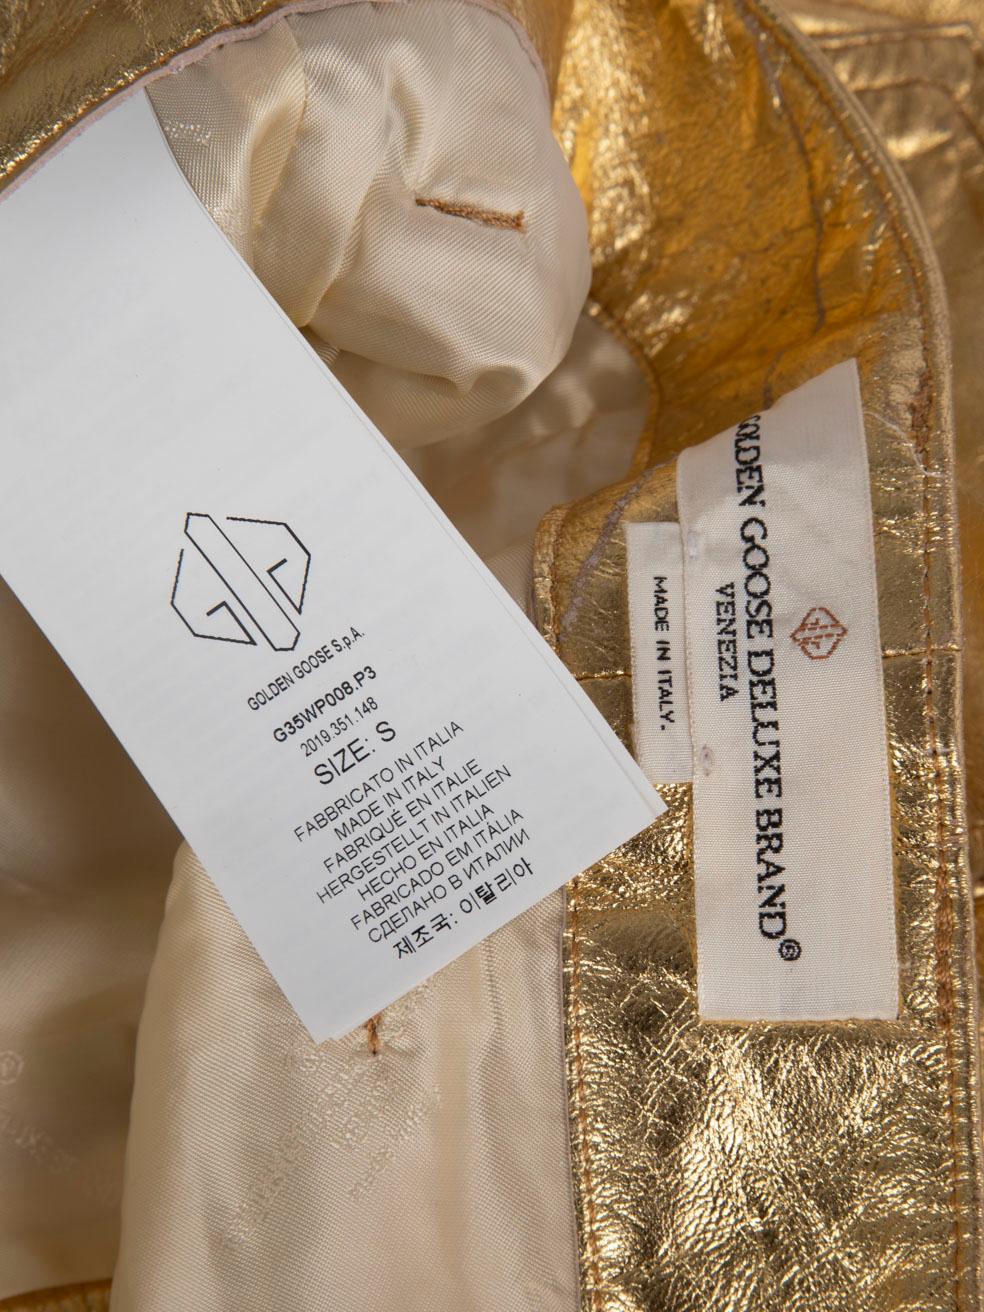 GOLDEN GOOSE S.p.A.
G35WP008.P3
2019.351.148
SIZE: S
FABBRICATO IN ITALIA
MADE IN ITALY
FABRIQUÉ EN ITALIE
HERGESTELLT IN ITALIEN
HECHO EN ITALIA
FABRICADO EM ITÁLIA
СДЕЛАНО В ИТАЛИИ
제조국: 이탈리아
MADE IN ITALY.
GOLDEN GOOSE DELUXE BRAND®
VENEZIA